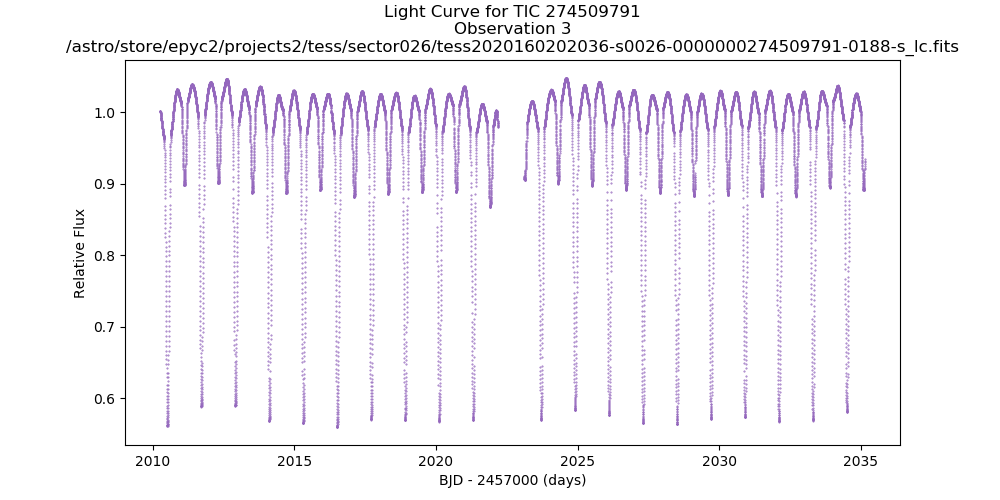 Light Curve for TIC 274509791
Observation 3
/astro/store/epyc2/projects2/tess/sector026/tess2020160202036-s0026-0000000274509791-0188-s_lc.fits
1.0
0.9
0.8
0.7
0.6
Relative Flux
2010
2015
2020
2025
2030
2035
BJD - 2457000 (days)